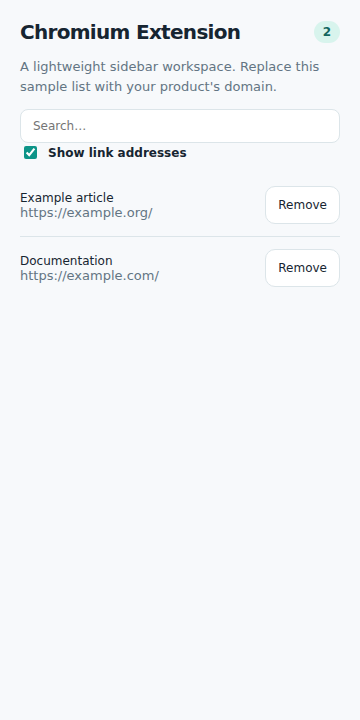 Chromium Extension 2
A lightweight sidebar workspace. Replace this
sample list with your product's domain.
Search…
Show link addresses
Example article
https://example.org/
Remove
Documentation
https://example.com/
Remove